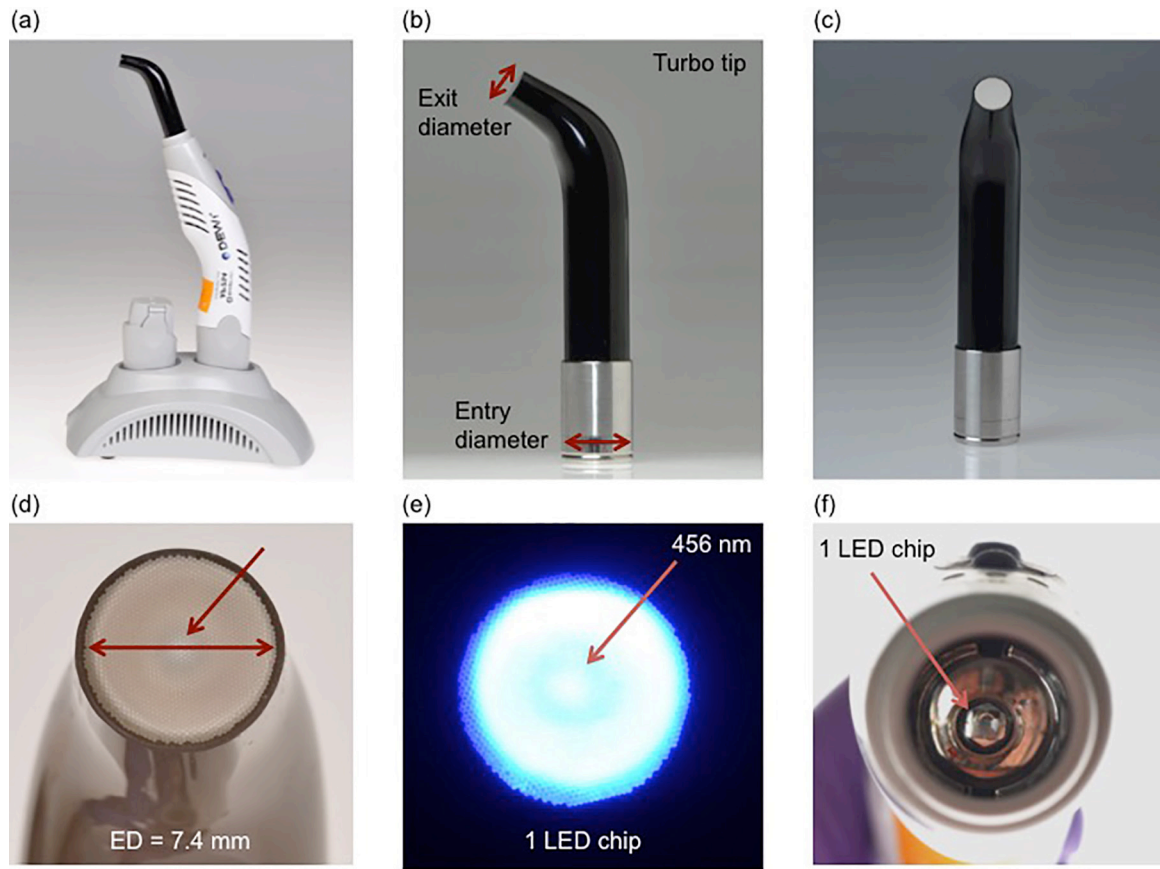 (a)
(b)
(c)
Turbo tip
Exit
diameter
Entry
diameter
(d)
(e)
(f)
456 nm
1 LED chip
ED = 7.4 mm
1 LED chip